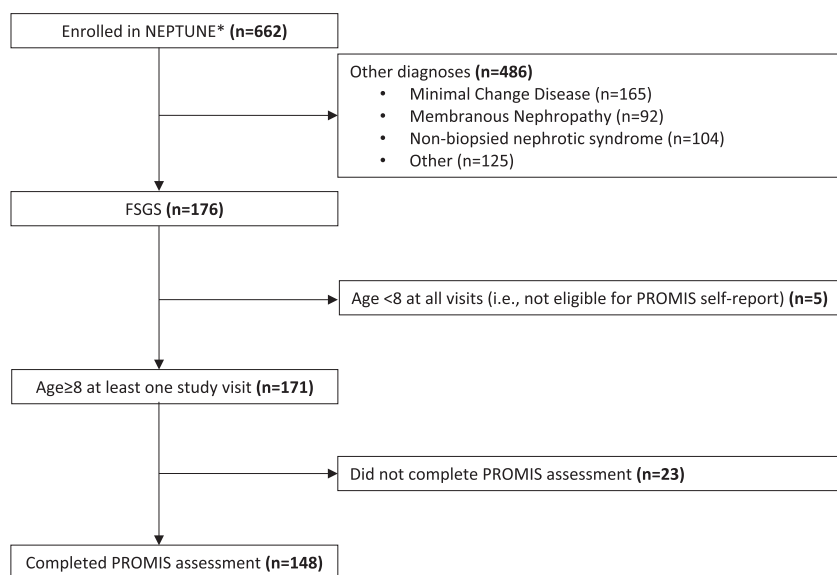 Enrolled in NEPTUNE* (n=662)
Other diagnoses (n=486)
• Minimal Change Disease (n=165)
• Membranous Nephropathy (n=92)
• Non-biopsied nephrotic syndrome (n=104)
• Other (n=125)
FSGS (n=176)
Age <8 at all visits (i.e., not eligible for PROMIS self-report) (n=5)
Age≥8 at least one study visit (n=171)
Did not complete PROMIS assessment (n=23)
Completed PROMIS assessment (n=148)